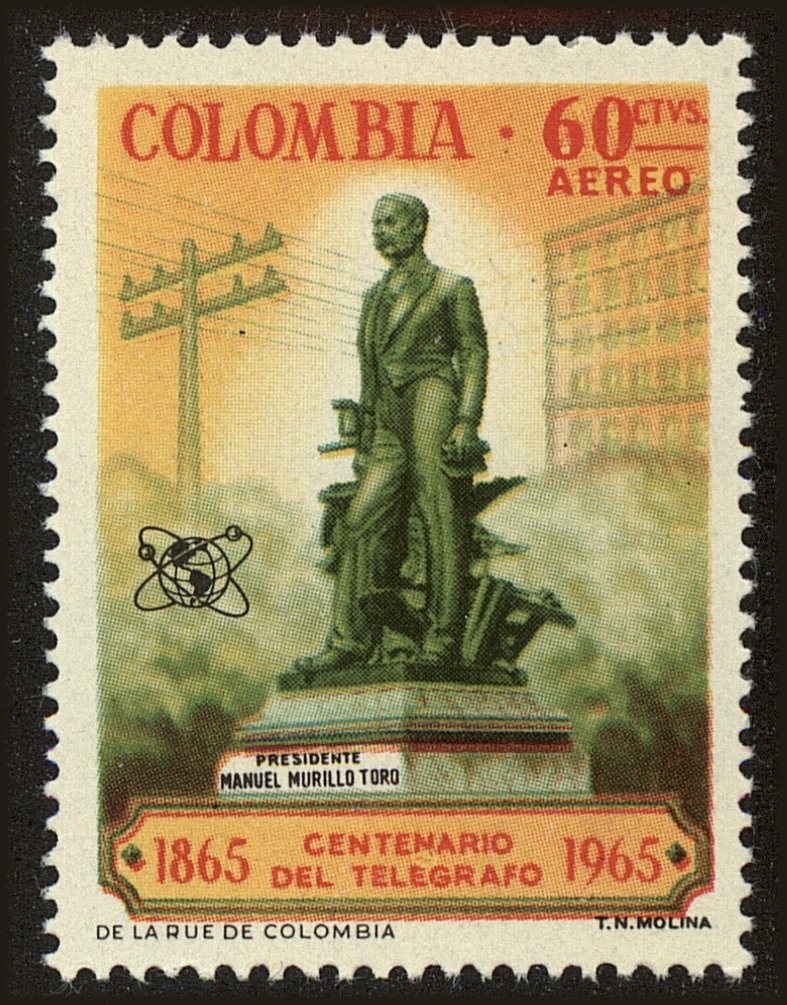 COLOMBIA · 60 CTVS.
AEREO
PRESIDENTE
MANUEL MURILLO TORO
1865 CENTENARIO DEL TELEGRAFO 1965
DE LA RUE DE COLOMBIA
T.N. MOLINA